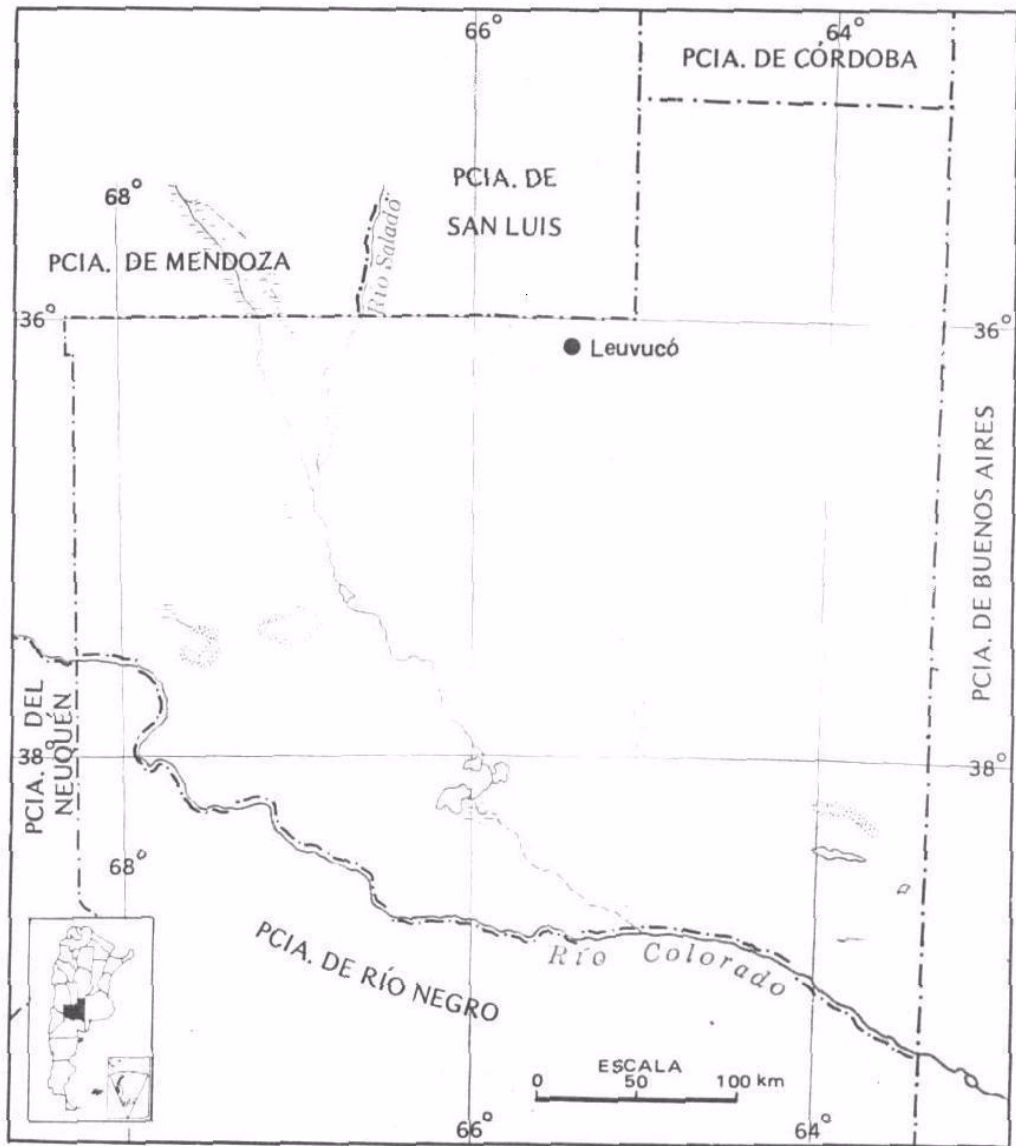 66°
64°
PCIA. DE CÓRDOBA
PCIA. DE
SAN LUIS
68°
Río Salado
PCIA. DE MENDOZA
36°
36°
Leuvucó
PCIA. DE BUENOS AIRES
PCIA. DEL
NEUQUÉN
38°
38°
68°
PCIA. DE RÍO NEGRO
Río Colorado
ESCALA
0 50 100 km
66°
64°